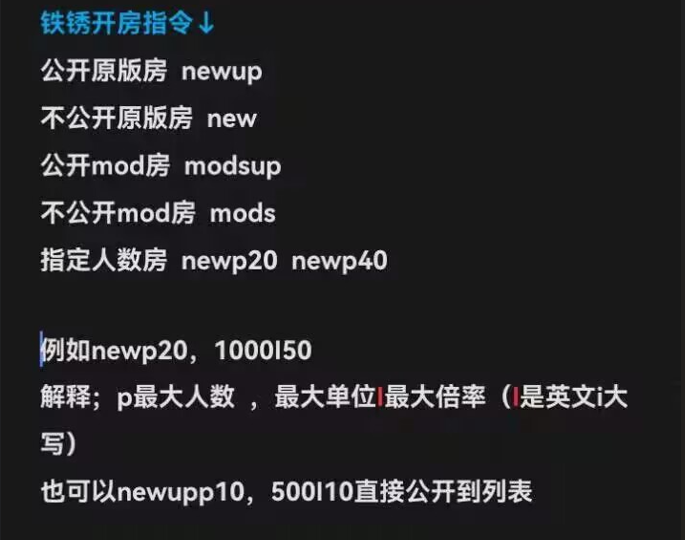 铁锈开房指令↓
公开原版房 newup
不公开原版房 new
公开mod房 modsup
不公开mod房 mods
指定人数房 newp20 newp40
例如newp20，1000I50
解释；p最大人数 ，最大单位I最大倍率（I是英文i大
写）
也可以newupp10，500I10直接公开到列表